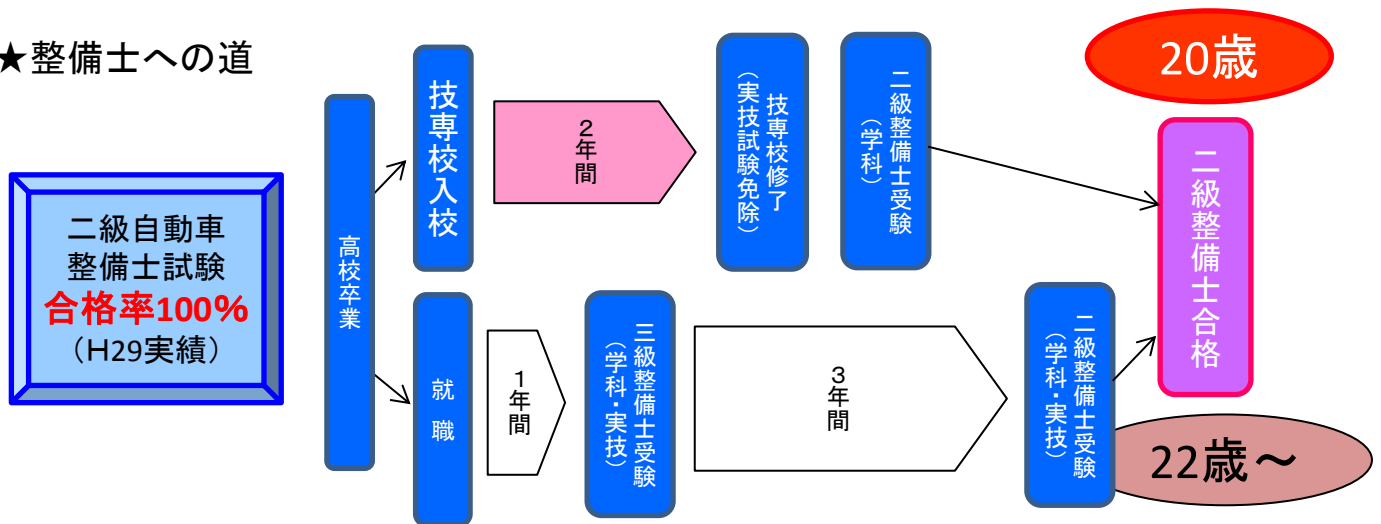 ★整備士への道
二級自動車
整備士試験
合格率100%
（H29実績）
高校卒業
技専校入校
2年間
技専校修了
（実技試験免除）
二級整備士受験
（学科）
20歳
二級整備士合格
就職
1年間
三級整備士受験
（学科・実技）
3年間
二級整備士受験
（学科・実技）
22歳～